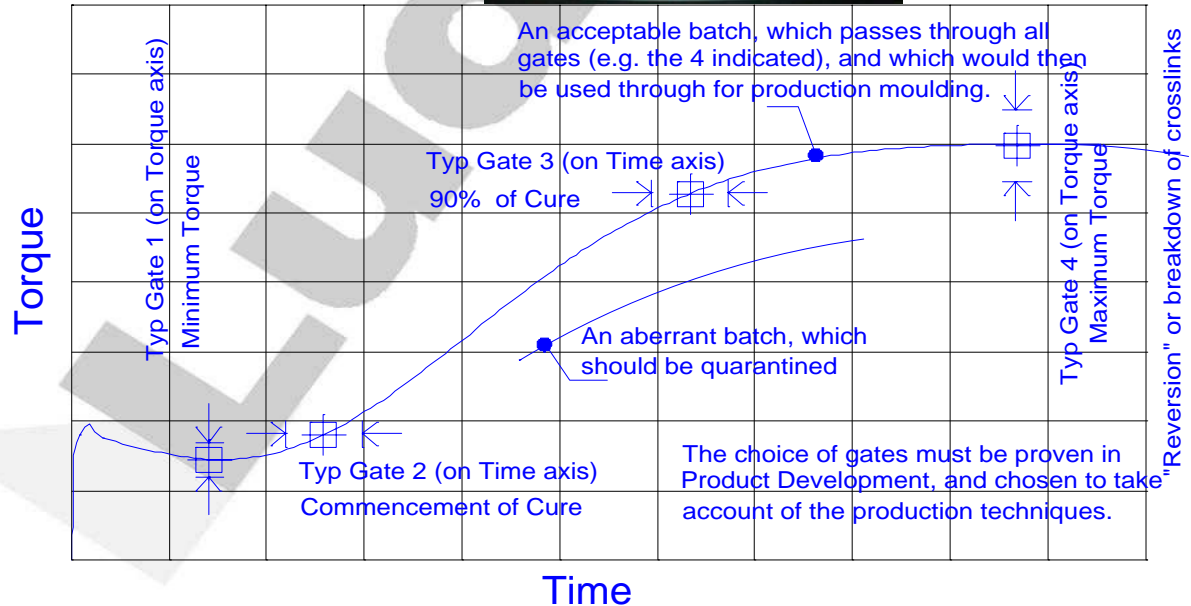 An acceptable batch, which passes through all
gates (e.g. the 4 indicated), and which would then
be used through for production moulding.
Typ Gate 1 (on Torque axis)
Minimum Torque
Typ Gate 3 (on Time axis)
90% of Cure
Typ Gate 4 (on Torque axis)
Maximum Torque
"Reversion" or breakdown of crosslinks
Torque
An aberrant batch, which
should be quarantined
Typ Gate 2 (on Time axis)
Commencement of Cure
The choice of gates must be proven in
Product Development, and chosen to take
account of the production techniques.
Time